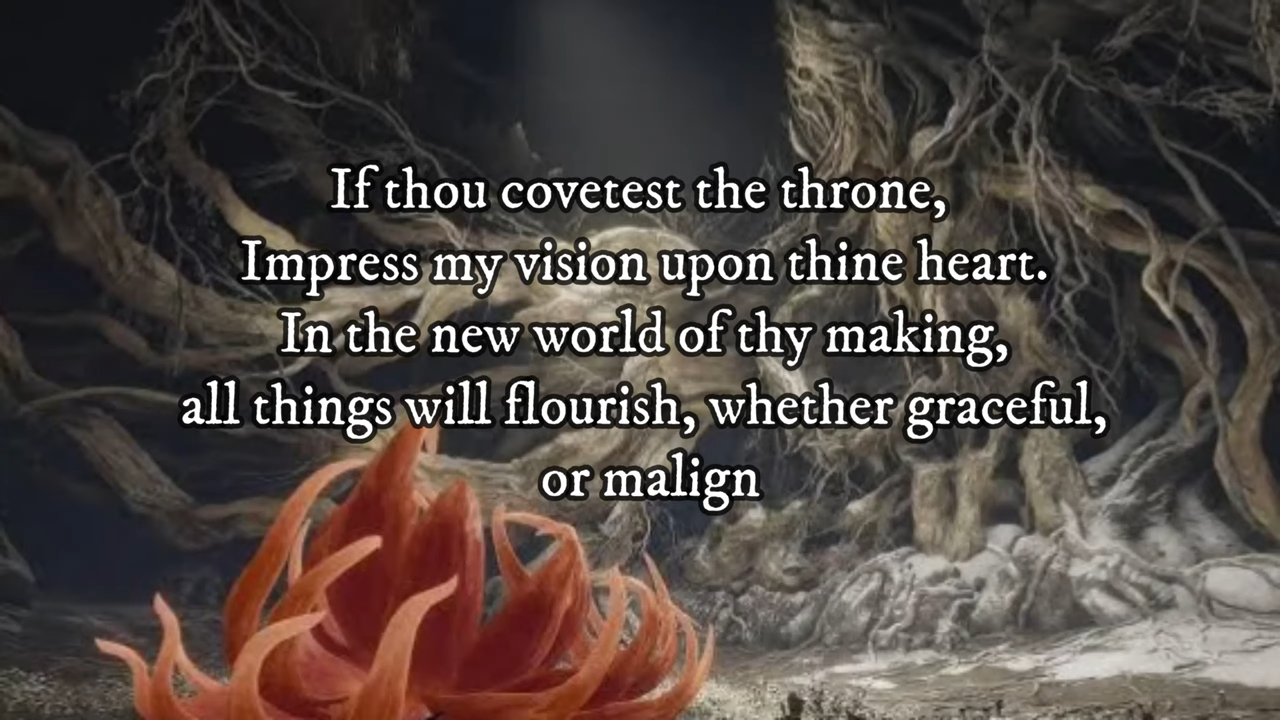 If thou covetest the throne,
Impress my vision upon thine heart.
In the new world of thy making,
all things will flourish, whether graceful,
or malign